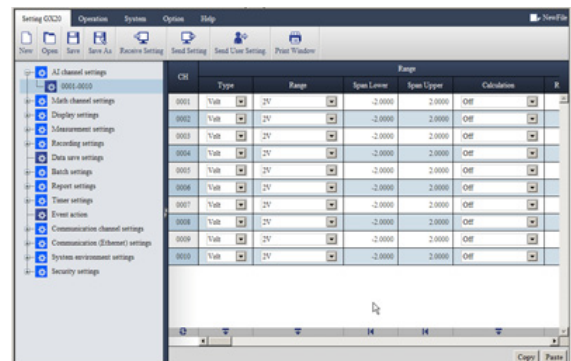 Setting GX20 Operation System Option Help NewFile
New Open Save Save As Receive Setting Send Setting Send User Setting Print Window
AI channel settings
0001-0010
Math channel settings
Display settings
Measurement settings
Recording settings
Data save settings
Batch settings
Report settings
Timer settings
Event action
Communication channel settings
Communication (Ethernet) settings
System environment settings
Security settings
CH Range
Type Range Span Lower Span Upper Calculation R
0001 Volt 2V -2.0000 2.0000 Off
0002 Volt 2V -2.0000 2.0000 Off
0003 Volt 2V -2.0000 2.0000 Off
0004 Volt 2V -2.0000 2.0000 Off
0005 Volt 2V -2.0000 2.0000 Off
0006 Volt 2V -2.0000 2.0000 Off
0007 Volt 2V -2.0000 2.0000 Off
0008 Volt 2V -2.0000 2.0000 Off
0009 Volt 2V -2.0000 2.0000 Off
0010 Volt 2V -2.0000 2.0000 Off
Copy Paste